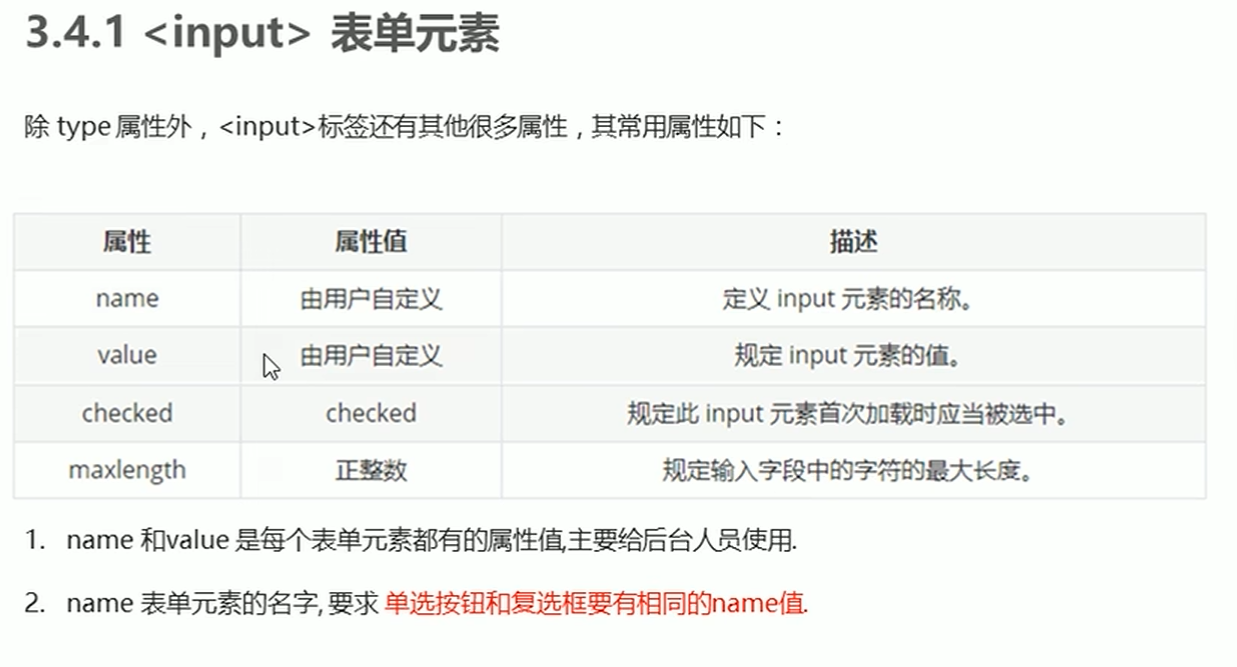 3.4.1 <input> 表单元素
除 type 属性外，<input>标签还有其他很多属性，其常用属性如下：
属性 属性值 描述
name 由用户自定义 定义 input 元素的名称。
value 由用户自定义 规定 input 元素的值。
checked checked 规定此 input 元素首次加载时应当被选中。
maxlength 正整数 规定输入字段中的字符的最大长度。
1. name 和value 是每个表单元素都有的属性值,主要给后台人员使用.
2. name 表单元素的名字, 要求 单选按钮和复选框要有相同的name值.